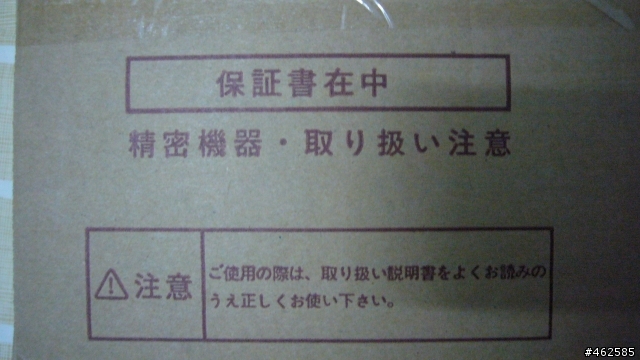 保証書在中
精密機器・取り扱い注意
⚠注意
ご使用の際は、取り扱い説明書をよくお読みの
うえ正しくお使い下さい。
#462585